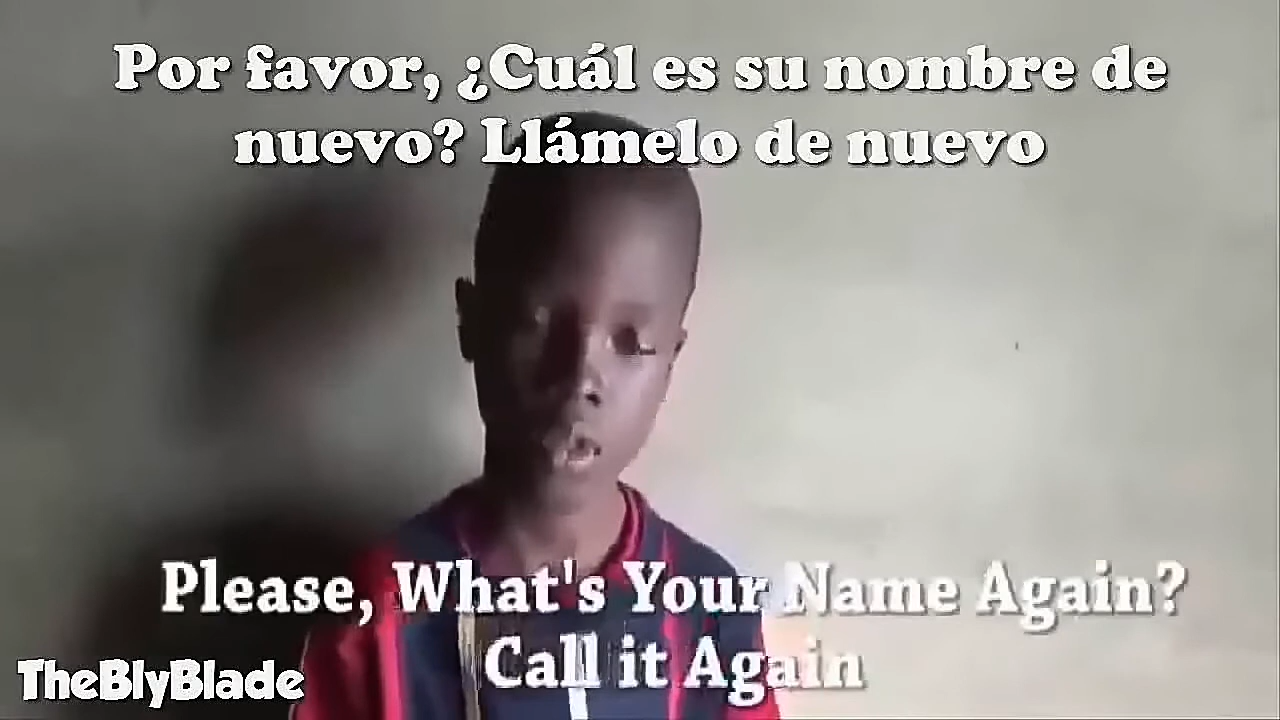 Por favor, ¿Cuál es su nombre de
nuevo? Llámelo de nuevo
Please, What's Your Name Again?
Call it Again
TheBlyBlade